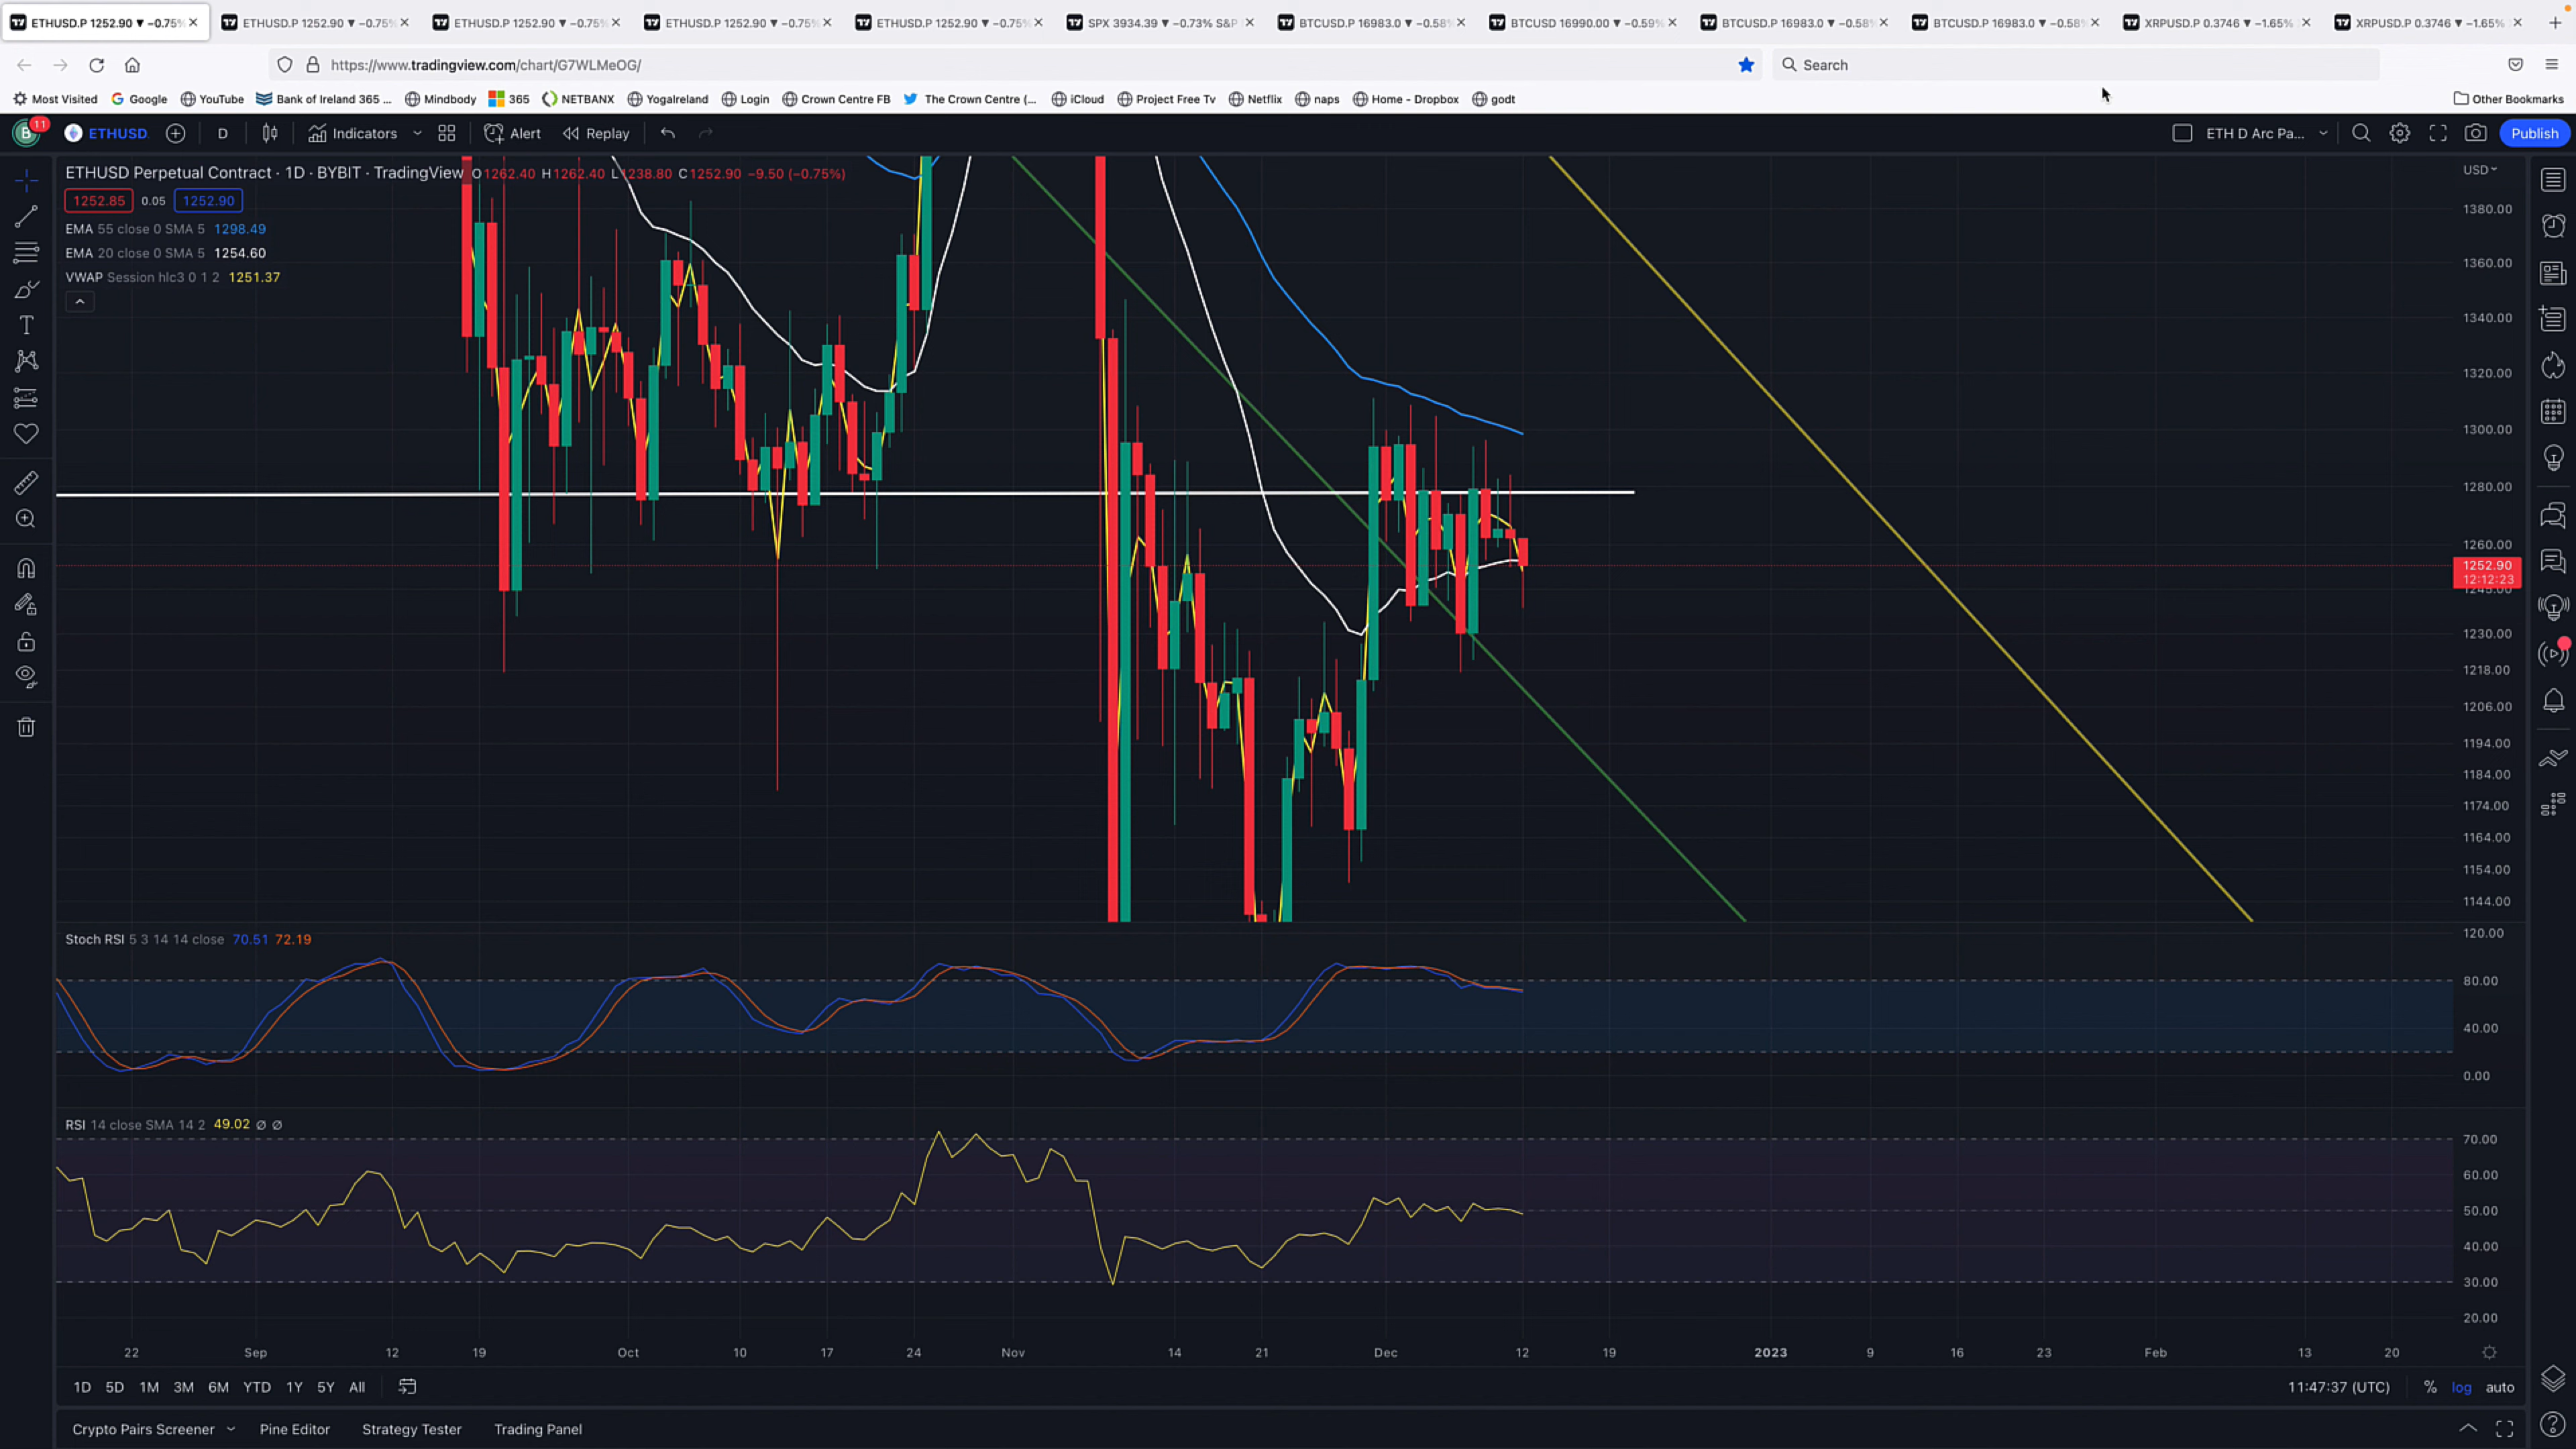 ETHUSD.P 1252.90 ▼ −0.75% ETHUSD.P 1252.90 ▼ −0.75% ETHUSD.P 1252.90 ▼ −0.75% ETHUSD.P 1252.90 ▼ −0.75% ETHUSD.P 1252.90 ▼ −0.75% SPX 3934.39 ▼ −0.73% S&P BTCUSD.P 16983.0 ▼ −0.58% BTCUSD 16990.00 ▼ −0.59% BTCUSD.P 16983.0 ▼ −0.58% BTCUSD.P 16983.0 ▼ −0.58% XRPUSD.P 0.3746 ▼ −1.65% XRPUSD.P 0.3746 ▼ −1.65%
https://www.tradingview.com/chart/G7WLMeOG/ Search
Most Visited Google YouTube Bank of Ireland 365 ... Mindbody 365 NETBANX YogaIreland Login Crown Centre FB The Crown Centre (... iCloud Project Free Tv Netflix naps Home - Dropbox godt Other Bookmarks
B 11 ETHUSD D Indicators Alert Replay ETH D Arc Pa... Publish
ETHUSD Perpetual Contract · 1D · BYBIT · TradingView O1262.40 H1262.40 L1238.80 C1252.90 −9.50 (−0.75%)
USD
1252.85 0.05 1252.90
EMA 55 close 0 SMA 5 1298.49
EMA 20 close 0 SMA 5 1254.60
VWAP Session hlc3 0 1 2 1251.37
1380.00
1360.00
1340.00
1320.00
1300.00
1280.00
1260.00
1252.90
12:12:23
1230.00
1218.00
1206.00
1194.00
1184.00
1174.00
1164.00
1154.00
1144.00
Stoch RSI 5 3 14 14 close 70.51 72.19
120.00
80.00
40.00
0.00
RSI 14 close SMA 14 2 49.02 ∅ ∅
70.00
60.00
50.00
40.00
30.00
20.00
22 Sep 12 19 Oct 10 17 24 Nov 14 21 Dec 12 19 2023 9 16 23 Feb 13 20
1D 5D 1M 3M 6M YTD 1Y 5Y All 11:47:37 (UTC) % log auto
Crypto Pairs Screener Pine Editor Strategy Tester Trading Panel